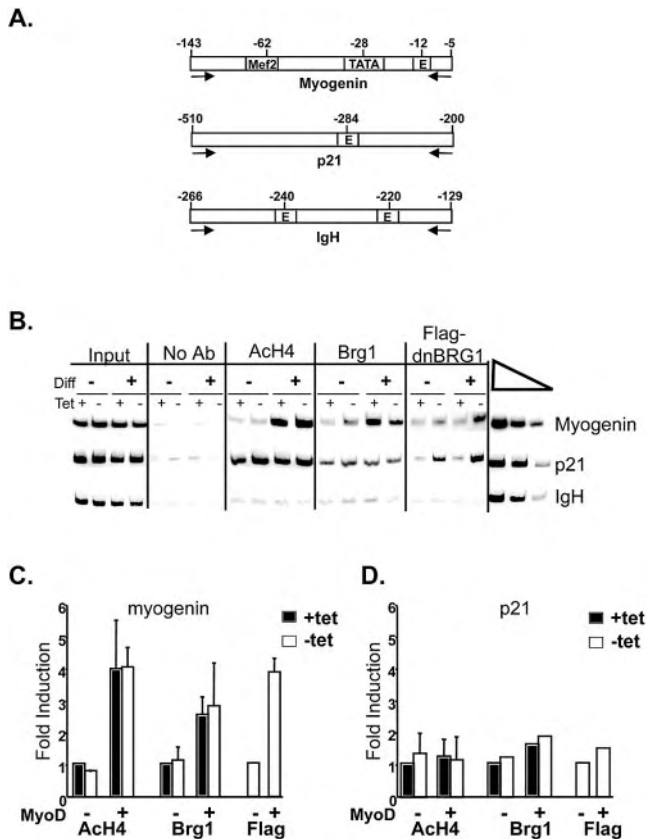 A.
-143 -62 -28 -12 -5
Mef2 TATA E
Myogenin
-510 -284 -200
E
p21
-266 -240 -220 -129
E E
IgH
B.
Flag-
Input No Ab AcH4 Brg1 dnBRG1
Diff - + - + - + - + - +
Tet + - + - + - + - + - + - + - + - + - + -
Myogenin
p21
IgH
C. D.
6 myogenin +tet -tet
5
4
3
2
1
0
Fold Induction
MyoD - + - + - +
AcH4 Brg1 Flag
6 p21 +tet -tet
5
4
3
2
1
0
Fold Induction
MyoD - + - + - +
AcH4 Brg1 Flag